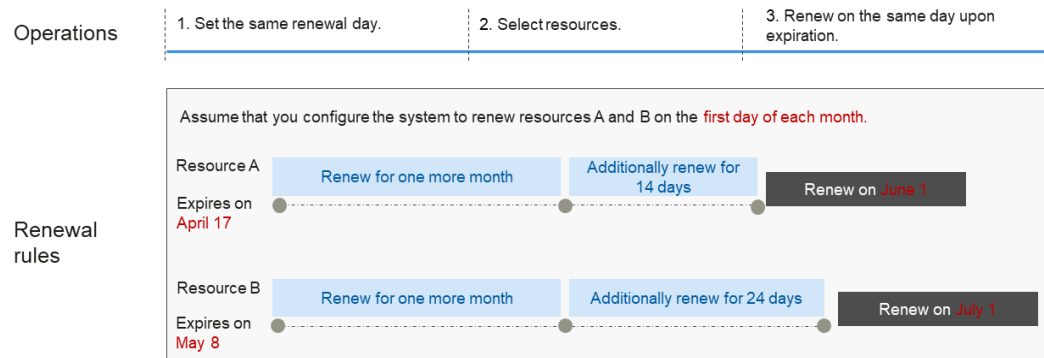 Operations
1. Set the same renewal day.
2. Select resources.
3. Renew on the same day upon
expiration.
Assume that you configure the system to renew resources A and B on the first day of each month.
Renewal
rules
Resource A
Expires on
April 17
Renew for one more month
Additionally renew for
14 days
Renew on June 1
Resource B
Expires on
May 8
Renew for one more month
Additionally renew for 24 days
Renew on July 1